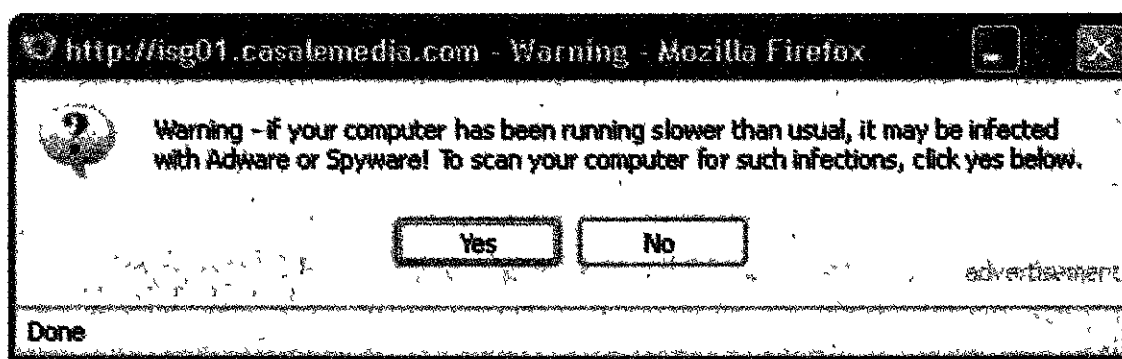 http://isg01.casalemedia.com - Warning - Mozilla Firefox
Warning - if your computer has been running slower than usual, it may be infected
with Adware or Spyware! To scan your computer for such infections, click yes below.
Yes No
advertisement
Done